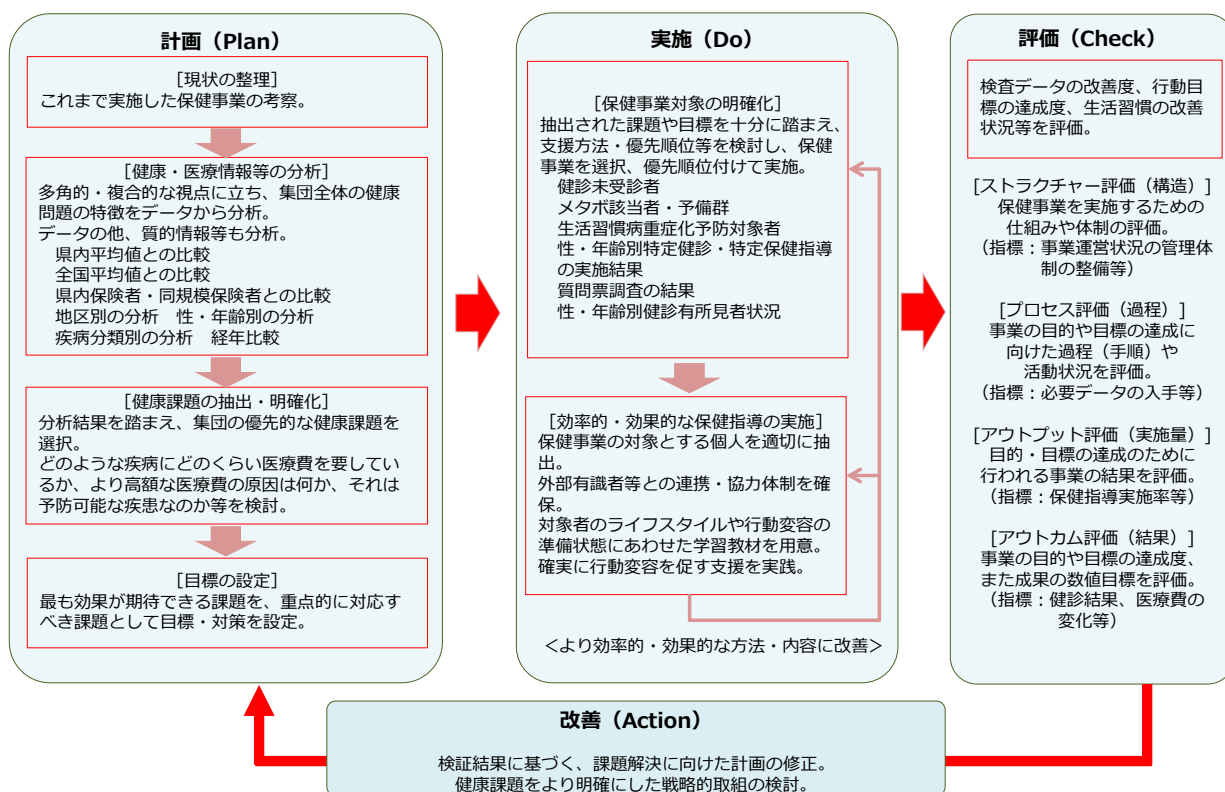 計画（Plan）
[現状の整理]
これまで実施した保健事業の考察。
[健康・医療情報等の分析]
多角的・複合的な視点に立ち、集団全体の健康
問題の特徴をデータから分析。
データの他、質的情報等も分析。
県内平均値との比較
全国平均値との比較
県内保険者・同規模保険者との比較
地区別の分析　性・年齢別の分析
疾病分類別の分析　経年比較
[健康課題の抽出・明確化]
分析結果を踏まえ、集団の優先的な健康課題を
選択。
どのような疾病にどのくらい医療費を要してい
るか、より高額な医療費の原因は何か、それは
予防可能な疾患なのか等を検討。
[目標の設定]
最も効果が期待できる課題を、重点的に対応す
べき課題として目標・対策を設定。
実施（Do）
[保健事業対象の明確化]
抽出された課題や目標を十分に踏まえ、
支援方法・優先順位等を検討し、保健
事業を選択、優先順位付けて実施。
健診未受診者
メタボ該当者・予備群
生活習慣病重症化予防対象者
性・年齢別特定健診・特定保健指導
の実施結果
質問票調査の結果
性・年齢別健診有所見者状況
[効率的・効果的な保健指導の実施]
保健事業の対象とする個人を適切に抽
出。
外部有識者等との連携・協力体制を確
保。
対象者のライフスタイルや行動変容の
準備状態にあわせた学習教材を用意。
確実に行動変容を促す支援を実践。
＜より効率的・効果的な方法・内容に改善＞
評価（Check）
検査データの改善度、行動目
標の達成度、生活習慣の改善
状況等を評価。
[ストラクチャー評価（構造）]
保健事業を実施するための
仕組みや体制の評価。
（指標：事業運営状況の管理体
制の整備等）
[プロセス評価（過程）]
事業の目的や目標の達成に
向けた過程（手順）や
活動状況を評価。
（指標：必要データの入手等）
[アウトプット評価（実施量）]
目的・目標の達成のために
行われる事業の結果を評価。
（指標：保健指導実施率等）
[アウトカム評価（結果）]
事業の目的や目標の達成度、
また成果の数値目標を評価。
（指標：健診結果、医療費の
変化等）
改善（Action）
検証結果に基づく、課題解決に向けた計画の修正。
健康課題をより明確にした戦略的取組の検討。